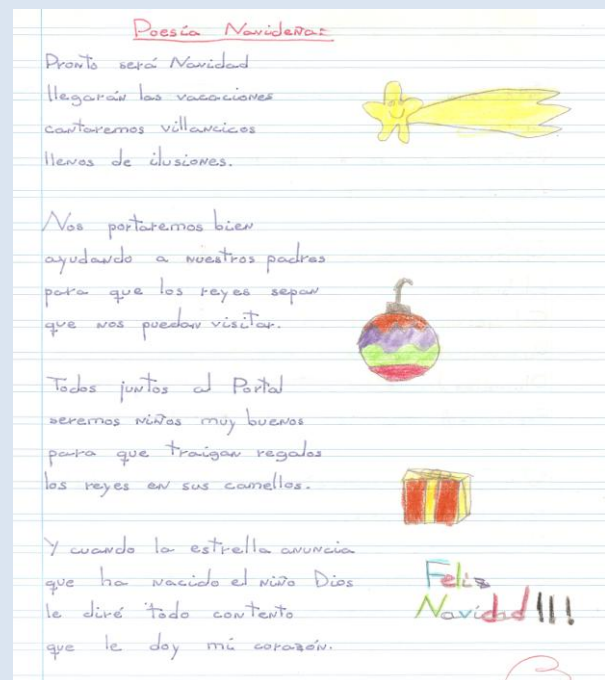 Poesía Navideña:
Pronto será Navidad
llegarán las vacaciones
cantaremos villancicos
llenos de ilusiones.
Nos portaremos bien
ayudando a nuestros padres
para que los reyes sepan
que nos puedan visitar.
Todos juntos al Portal
seremos niños muy buenos
para que traigan regalos
los reyes en sus camellos.
Y cuando la estrella anuncia
que ha nacido el niño Dios
le diré todo contento
que le doy mi corazón.
Feliz
Navidad!!!